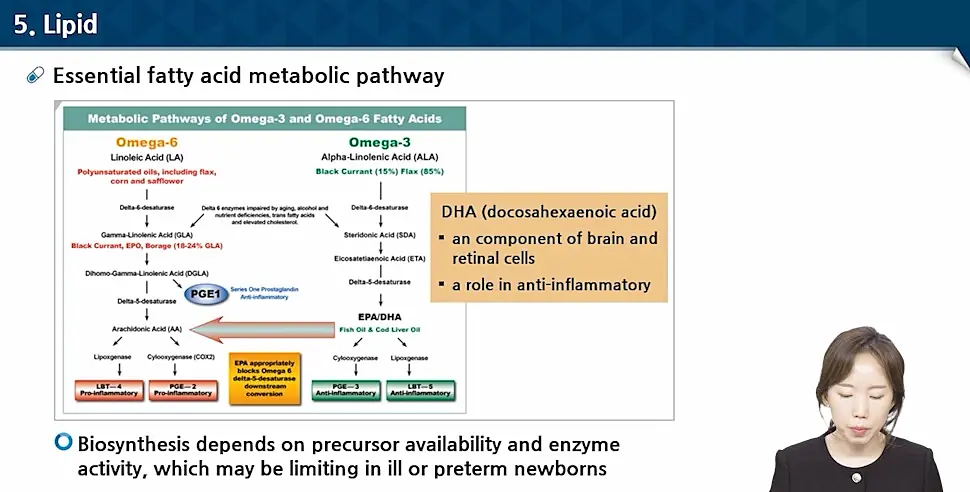 5. Lipid
Essential fatty acid metabolic pathway
Metabolic Pathways of Omega-3 and Omega-6 Fatty Acids
Omega-6
Linoleic Acid (LA)
Polyunsaturated oils, including flax,
corn and safflower
Omega-3
Alpha-Linolenic Acid (ALA)
Black Currant (15%) Flax (85%)
Delta-6-desaturase
Delta 6 enzymes impaired by aging, alcohol and
nutrient deficiencies, trans fatty acids
and elevated cholesterol.
Delta-6-desaturase
Gamma-Linolenic Acid (GLA)
Black Currant, EPO, Borage (18-24% GLA)
Steridonic Acid (SDA)
Eicosatetiaenoic Acid (ETA)
Dihomo-Gamma-Linolenic Acid (DGLA)
PGE1
Series One Prostaglandin
Anti-inflammatory
Delta-5-desaturase
Delta-5-desaturase
Arachidonic Acid (AA)
EPA/DHA
Fish Oil & Cod Liver Oil
Lipoxgenase
Cylooxygenase (COX2)
EPA appropriately
blocks Omega 6
delta-5-desaturase
downstream
conversion
Cylooxygenase
Lipoxgenase
LBT—4
Pro-inflammatory
PGE—2
Pro-inflammatory
PGE—3
Anti-inflammatory
LBT—5
Anti-inflammatory
DHA (docosahexaenoic acid)
▪ an component of brain and
retinal cells
▪ a role in anti-inflammatory
Biosynthesis depends on precursor availability and enzyme
activity, which may be limiting in ill or preterm newborns